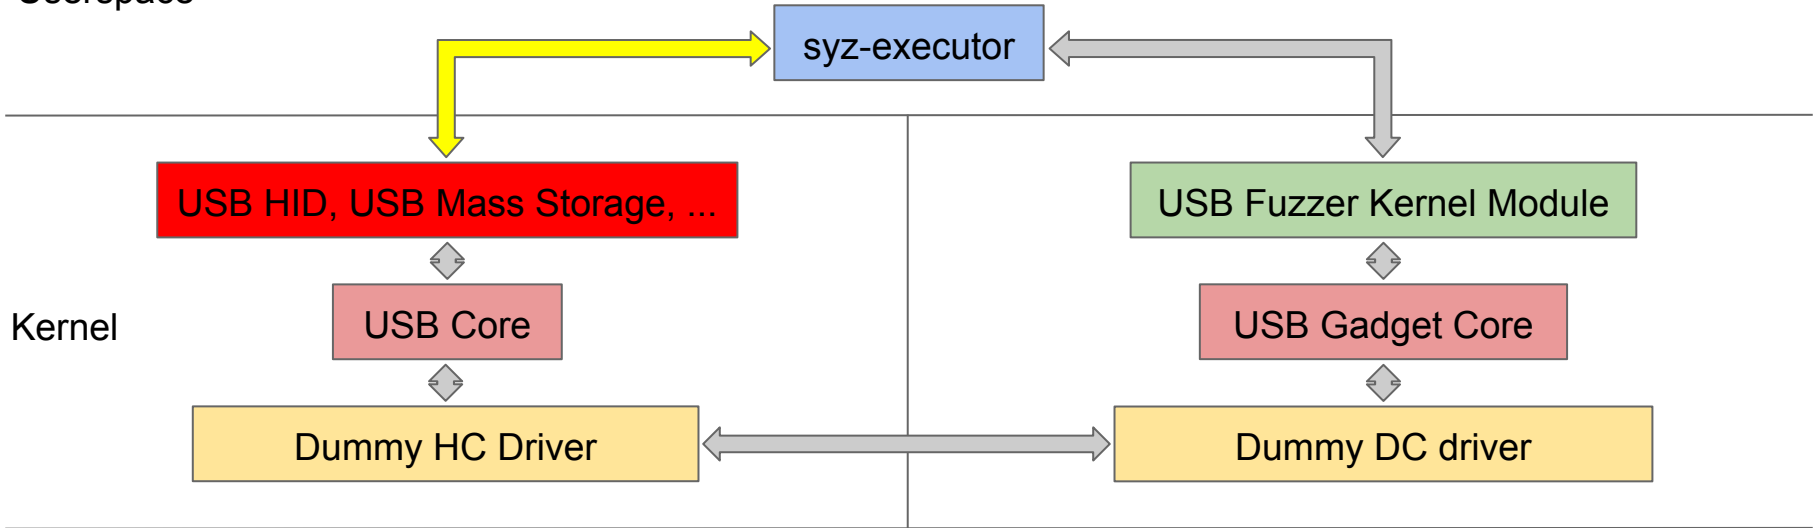 Userspace
syz-executor
USB HID, USB Mass Storage, ...
USB Fuzzer Kernel Module
Kernel
USB Core
USB Gadget Core
Dummy HC Driver
Dummy DC driver